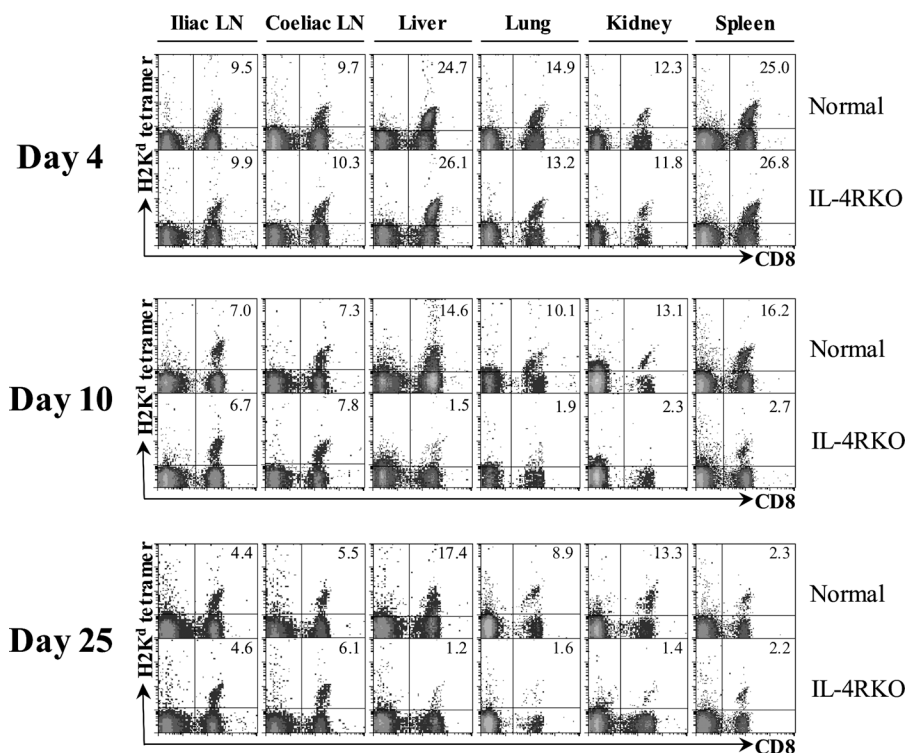 Iliac LN Coeliac LN Liver Lung Kidney Spleen
Day 4
H2Kᵈ tetramer
9.5 9.7 24.7 14.9 12.3 25.0
Normal
9.9 10.3 26.1 13.2 11.8 26.8
IL-4RKO
CD8
Day 10
H2Kᵈ tetramer
7.0 7.3 14.6 10.1 13.1 16.2
Normal
6.7 7.8 1.5 1.9 2.3 2.7
IL-4RKO
CD8
Day 25
H2Kᵈ tetramer
4.4 5.5 17.4 8.9 13.3 2.3
Normal
4.6 6.1 1.2 1.6 1.4 2.2
IL-4RKO
CD8